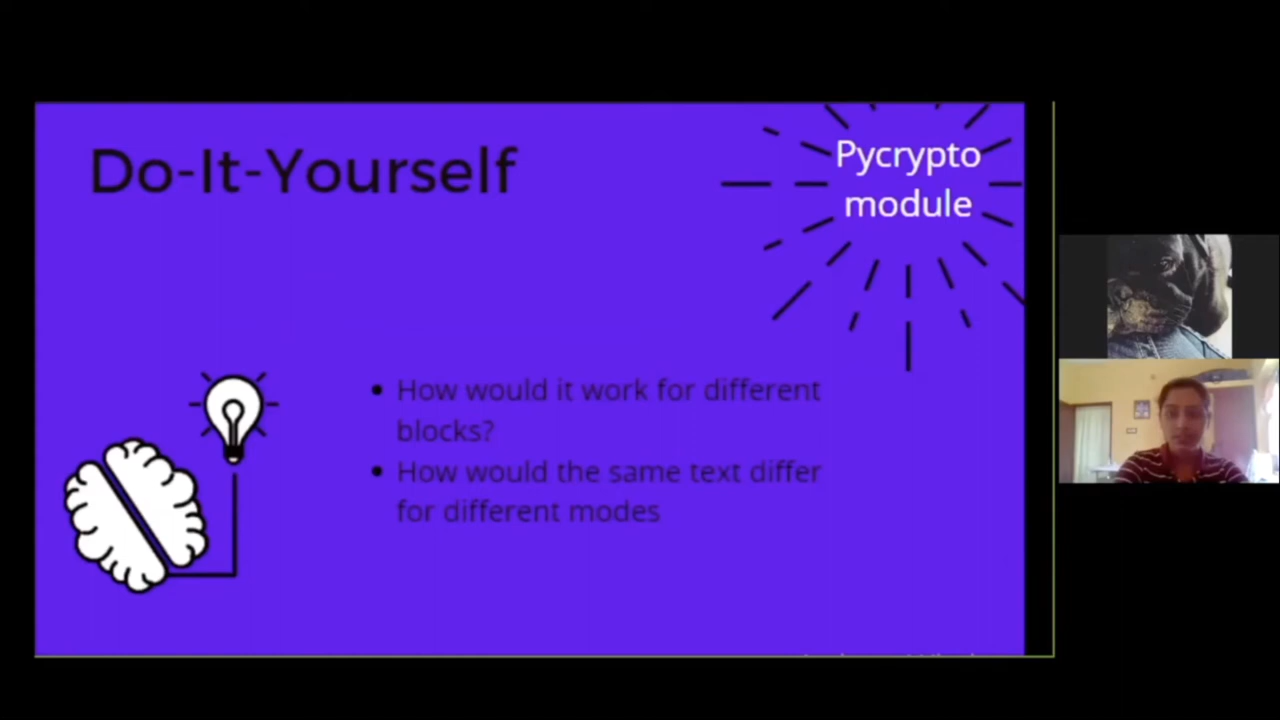 Do-It-Yourself
Pycrypto
module
How would it work for different
blocks?
How would the same text differ
for different modes